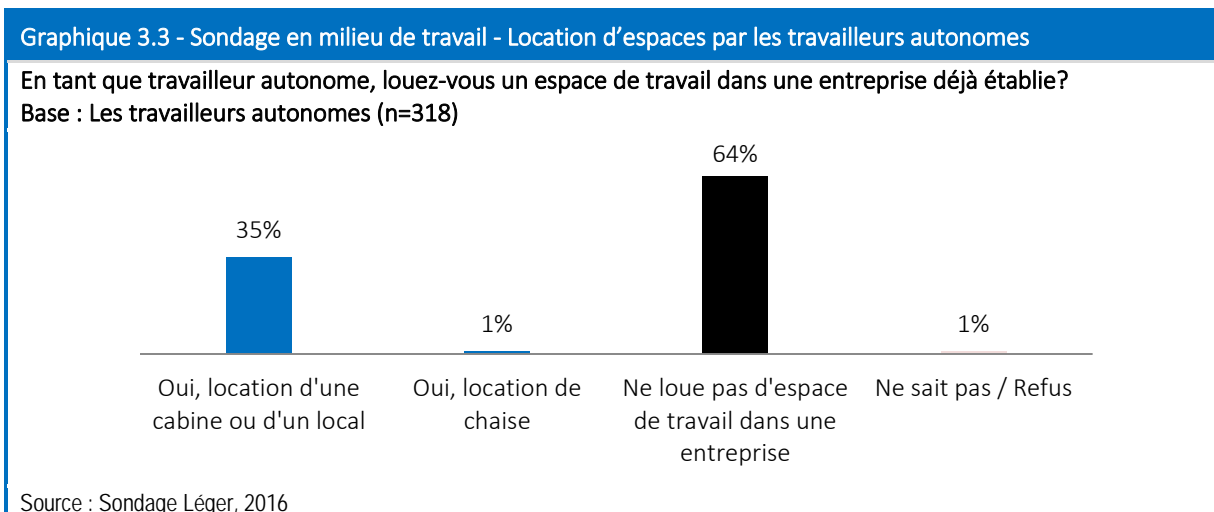 Graphique 3.3 - Sondage en milieu de travail - Location d’espaces par les travailleurs autonomes
En tant que travailleur autonome, louez-vous un espace de travail dans une entreprise déjà établie?
Base : Les travailleurs autonomes (n=318)
64%
35%
1%
1%
Oui, location d'une
cabine ou d'un local
Oui, location de
chaise
Ne loue pas d'espace
de travail dans une
entreprise
Ne sait pas / Refus
Source : Sondage Léger, 2016